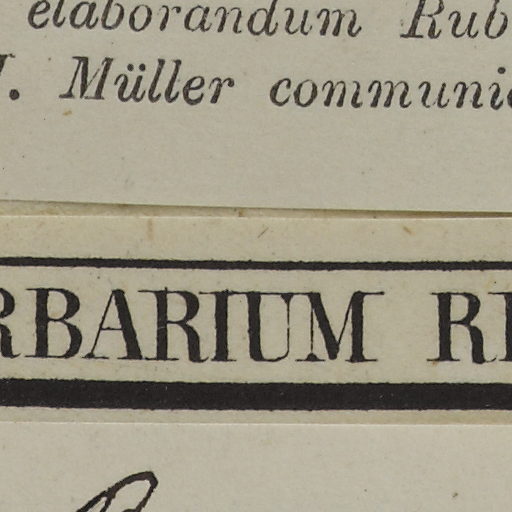 elaborandum Rub
. Müller communi
RBARIUM R